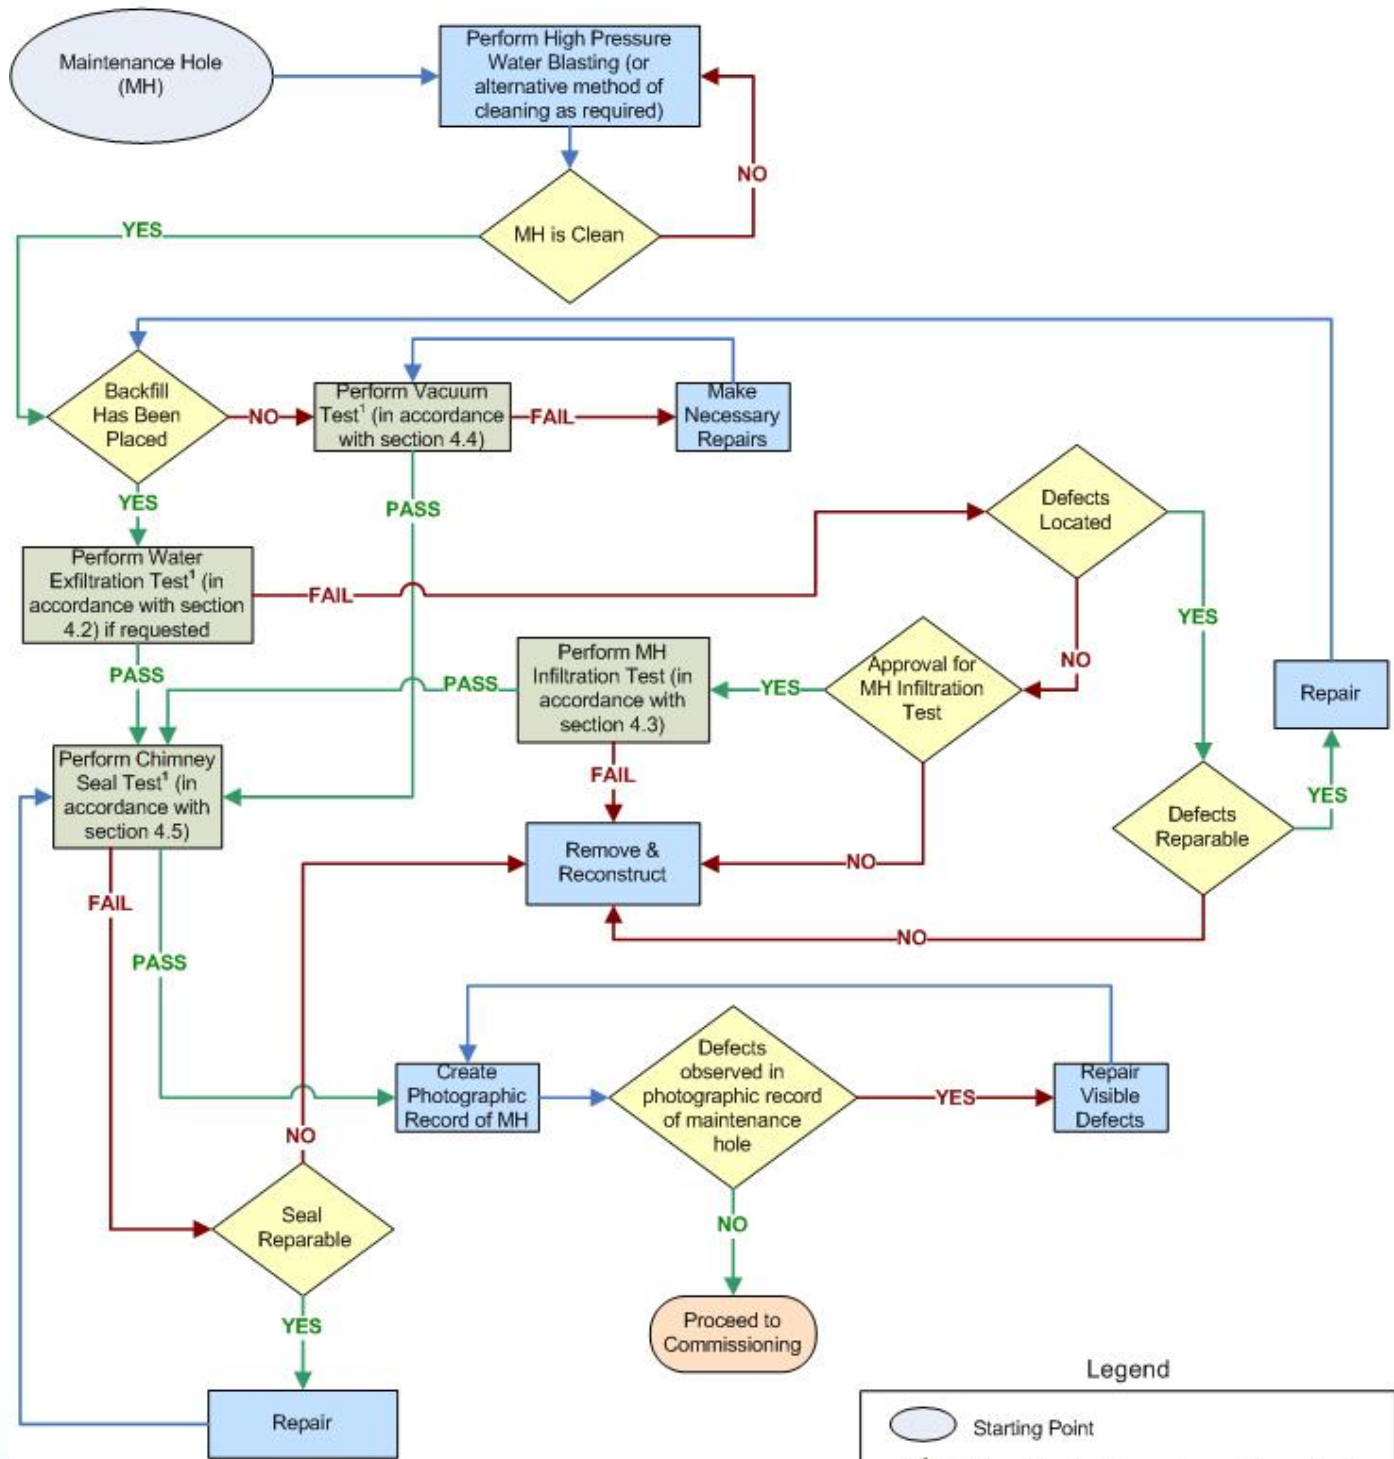 Maintenance Hole
(MH)
Perform High Pressure
Water Blasting (or
alternative method of
cleaning as required)
NO
MH is Clean
YES
Backfill
Has Been
Placed
NO
Perform Vacuum
Test¹ (in accordance
with section 4.4)
FAIL
Make
Necessary
Repairs
YES
PASS
Defects
Located
Perform Water
Exfiltration Test¹ (in
accordance with section
4.2) if requested
FAIL
YES
NO
PASS
PASS
Perform MH
Infiltration Test (in
accordance with
section 4.3)
YES
Approval for
MH Infiltration
Test
Repair
Perform Chimney
Seal Test¹ (in
accordance with
section 4.5)
FAIL
YES
Defects
Reparable
Remove &
Reconstruct
NO
FAIL
NO
PASS
Create
Photographic
Record of MH
Defects
observed in
photographic record
of maintenance
hole
YES
Repair
Visible
Defects
NO
Seal
Reparable
NO
YES
Proceed to
Commissioning
Repair
Legend
Starting Point